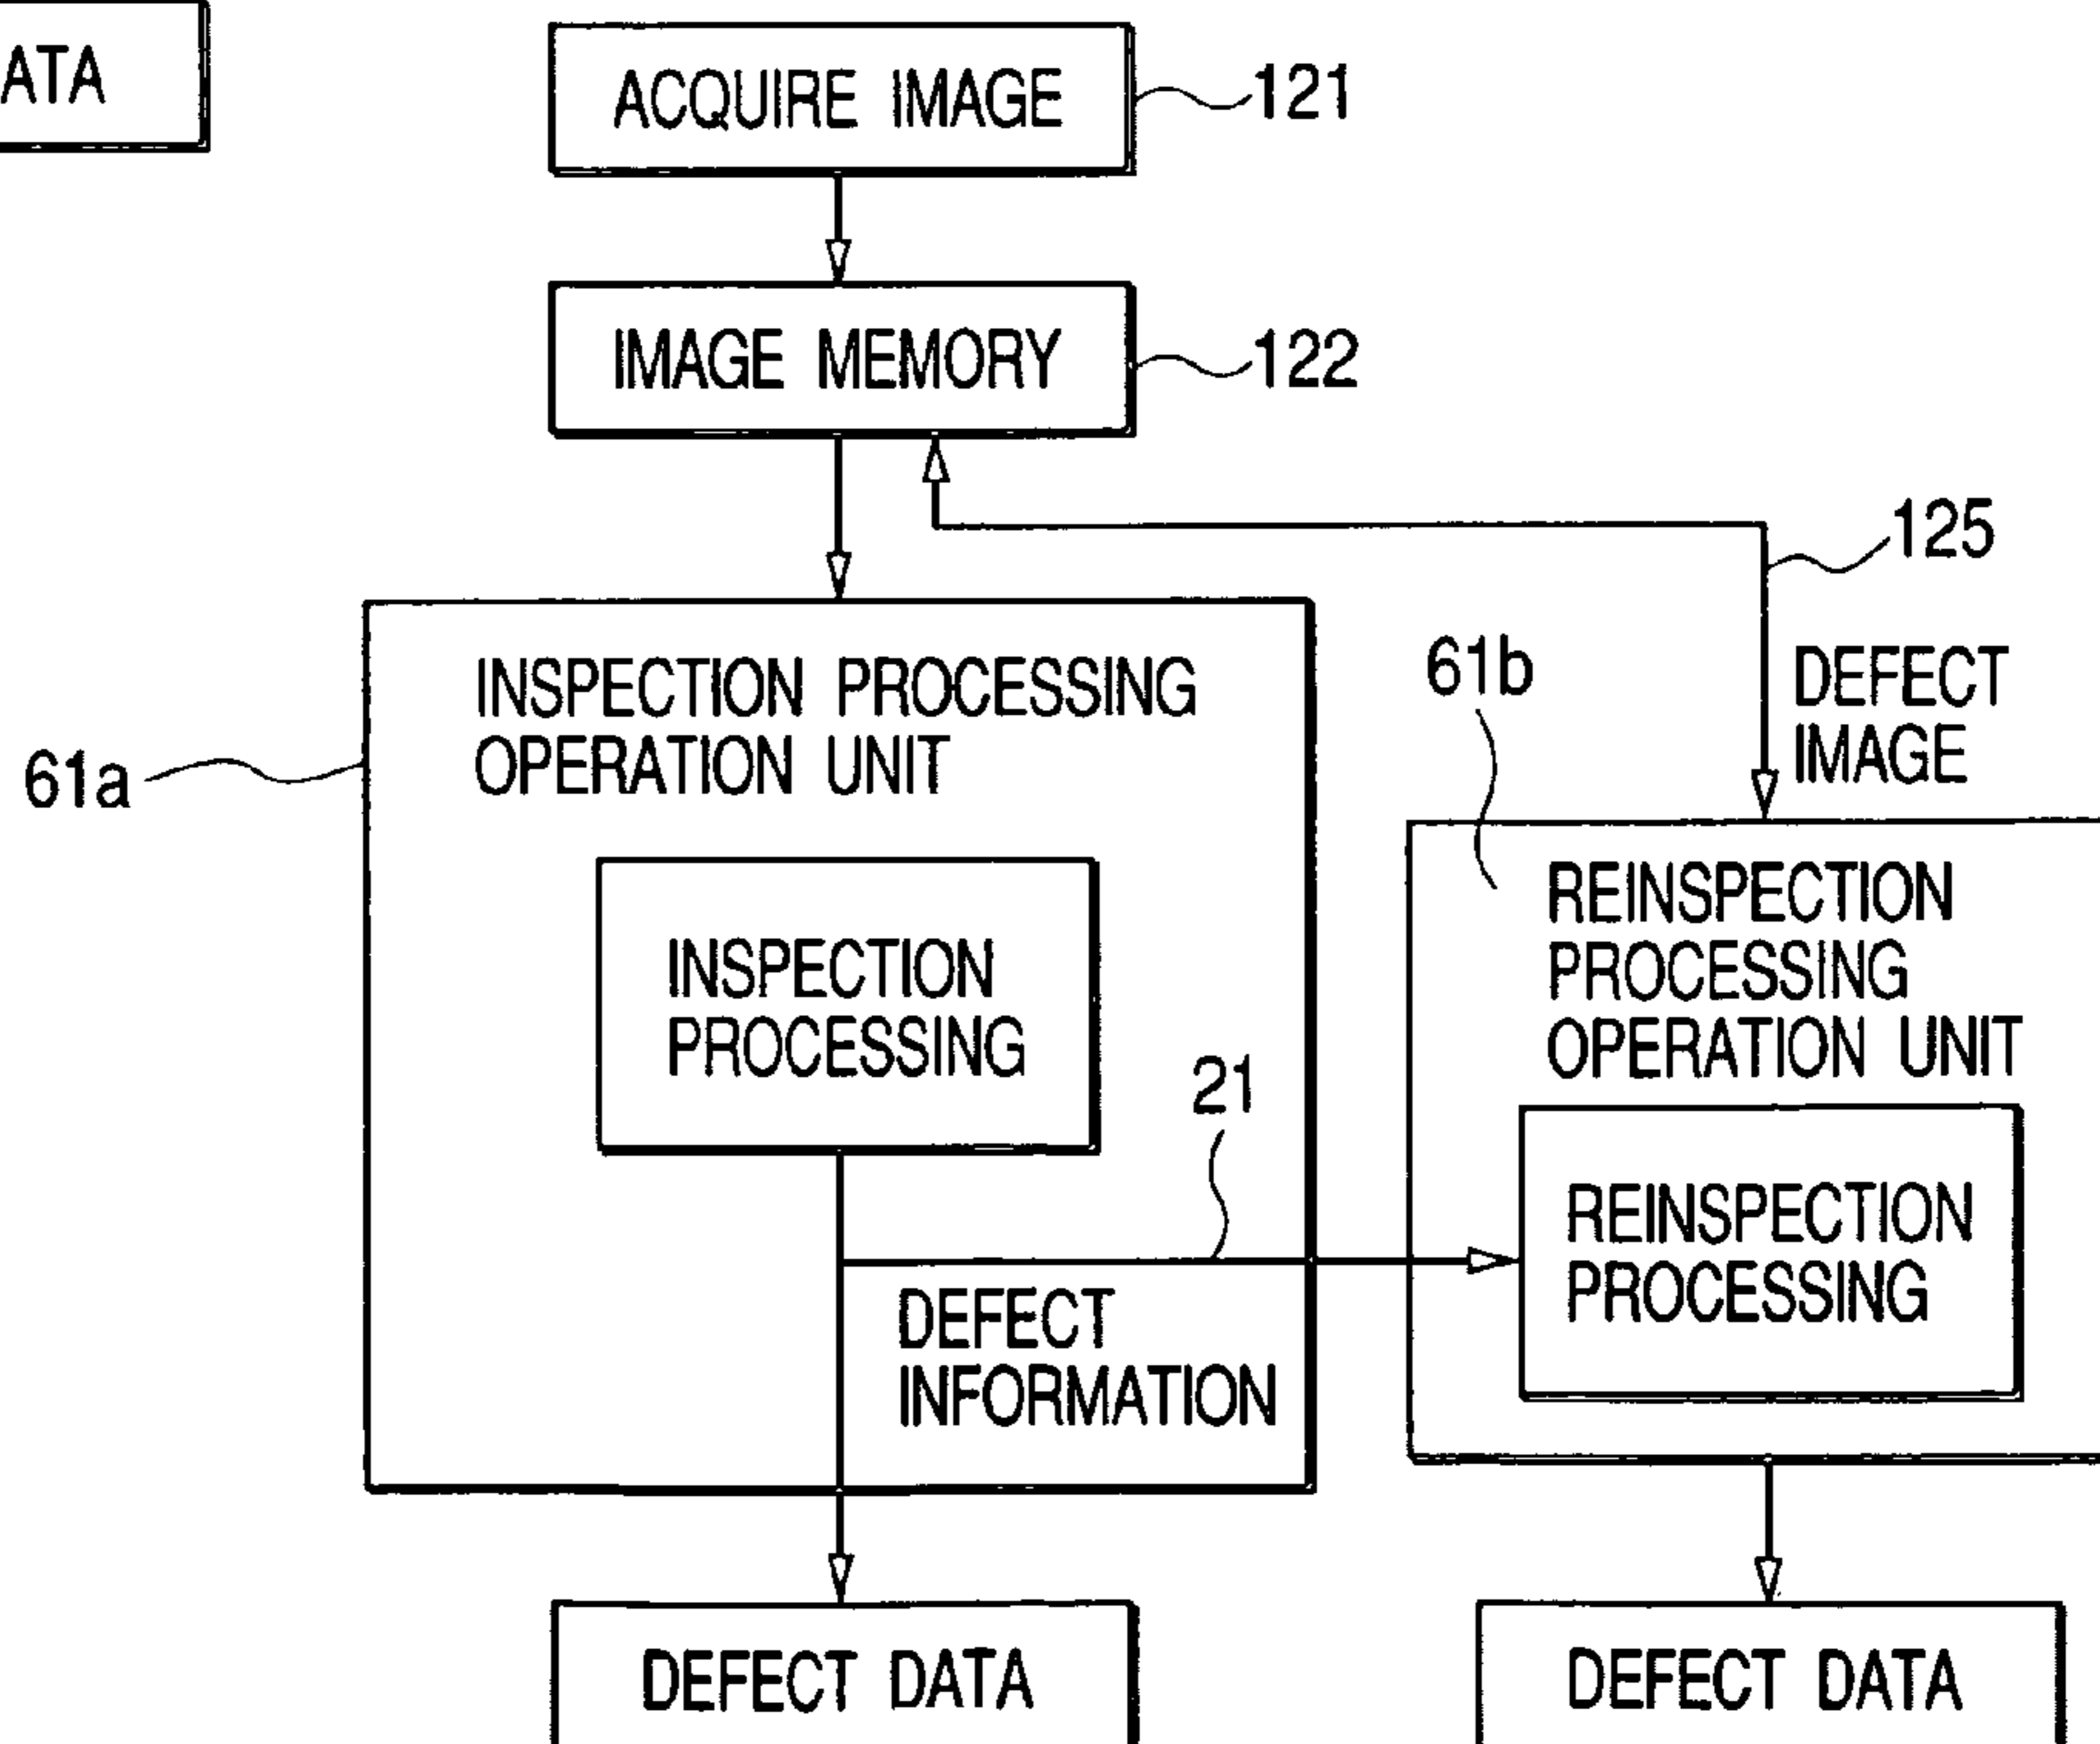 ATA
ACQUIRE IMAGE
121
IMAGE MEMORY
122
125
INSPECTION PROCESSING
OPERATION UNIT
61a
61b
DEFECT
IMAGE
INSPECTION
PROCESSING
REINSPECTION
PROCESSING
OPERATION UNIT
21
REINSPECTION
PROCESSING
DEFECT
INFORMATION
DEFECT DATA
DEFECT DATA